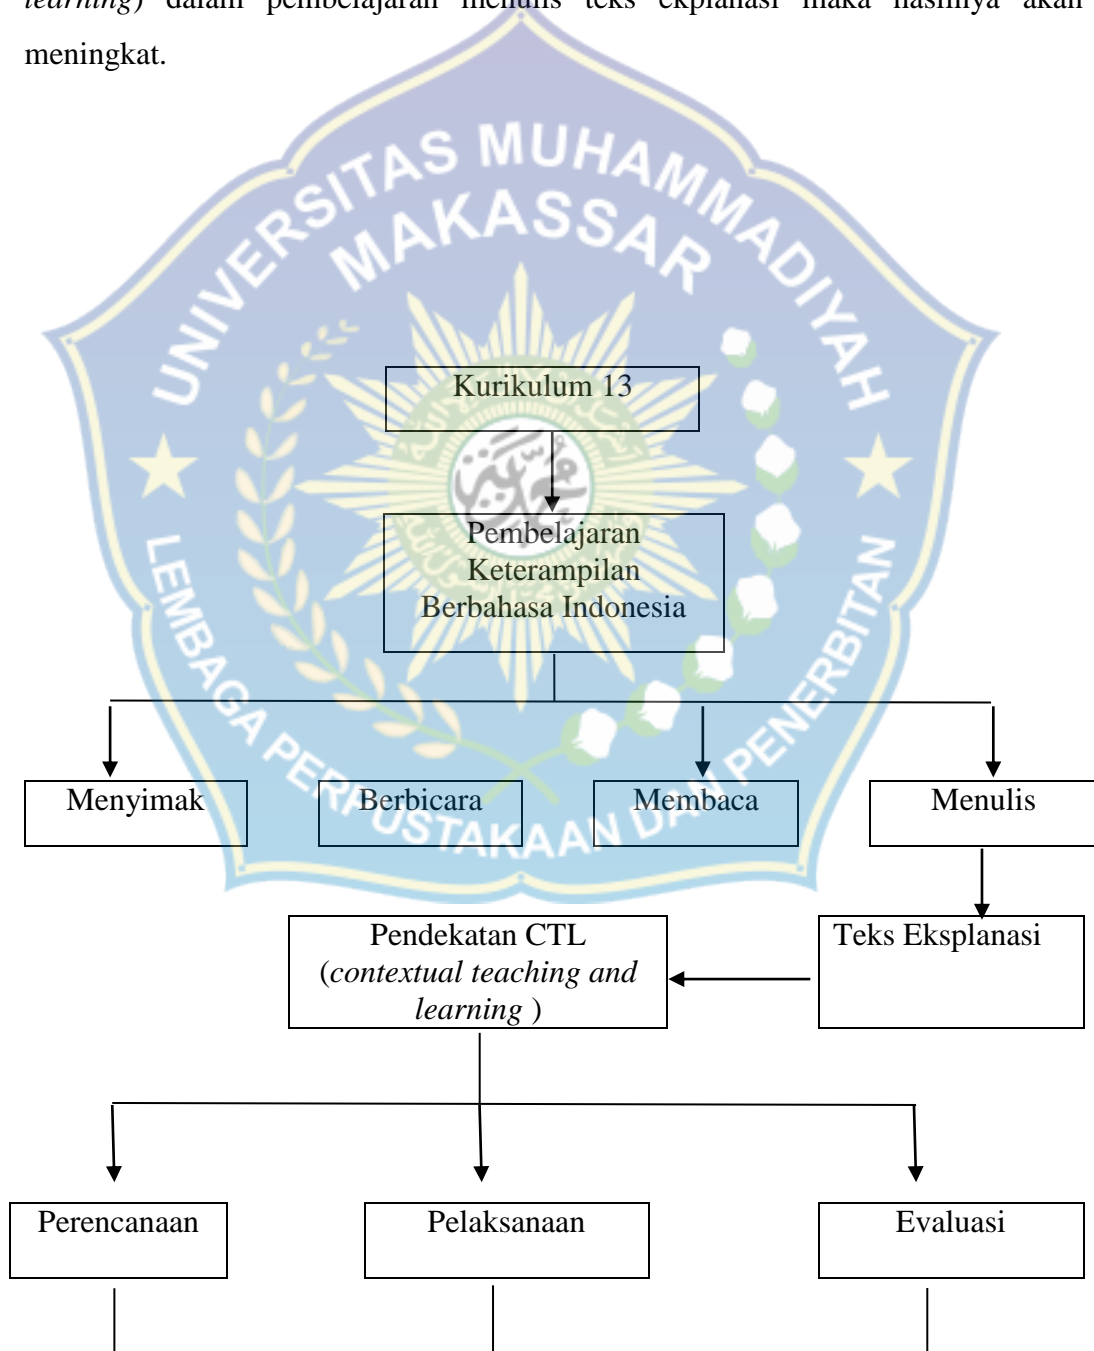 learning) dalam pembelajaran menulis teks ekplanasi maka hasilnya akan
meningkat.
UNIVERSITAS MUHAMMADIYAH
MAKASSAR
Kurikulum 13
Pembelajaran
Keterampilan
Berbahasa Indonesia
Menyimak
Berbicara
Membaca
Menulis
LEMBAGA PERPUSTAKAAN DAN PENERBITAN
Pendekatan CTL
(contextual teaching and
learning )
Teks Eksplanasi
Perencanaan
Pelaksanaan
Evaluasi